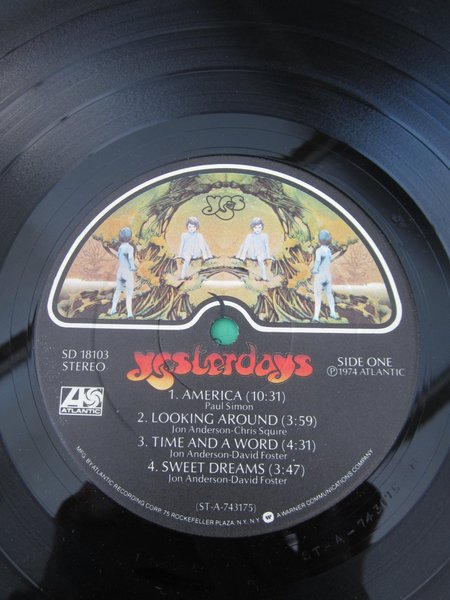 yes
SD 18103
STEREO
yesterdays
SIDE ONE
Ⓟ1974 ATLANTIC
1. AMERICA (10:31)
Paul Simon
2. LOOKING AROUND (3:59)
Jon Anderson-Chris Squire
3. TIME AND A WORD (4:31)
Jon Anderson-David Foster
4. SWEET DREAMS (3:47)
Jon Anderson-David Foster
ATLANTIC
(ST-A-743175)
MFG. BY ATLANTIC RECORDING CORP. 75 ROCKEFELLER PLAZA, N.Y., N.Y. A WARNER COMMUNICATIONS COMPANY